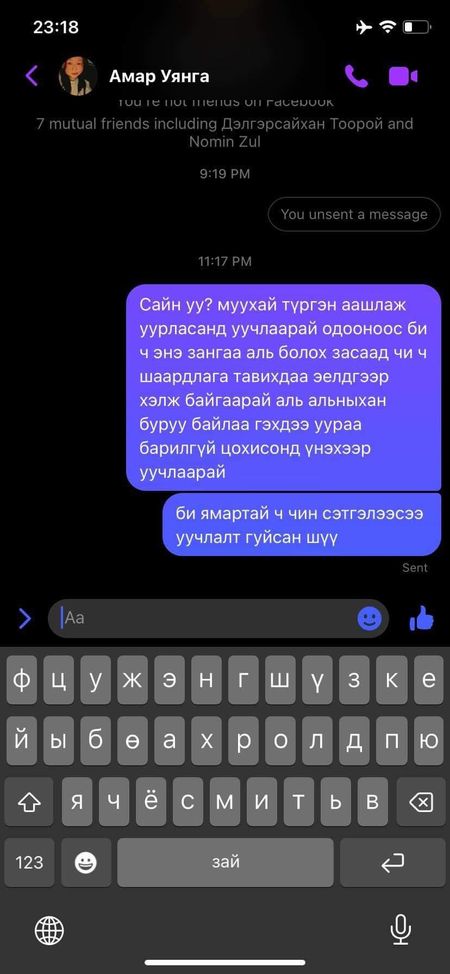 23:18
Амар Уянга
You're not friends on Facebook
7 mutual friends including Дэлгэрсайхан Тоорой and
Nomin Zul
9:19 PM
You unsent a message
11:17 PM
Сайн уу? муухай түргэн аашлаж
уурласанд уучлаарай одооноос би
ч энэ зангаа аль болох засаад чи ч
шаардлага тавихдаа эелдгээр
хэлж байгаарай аль альныхан
буруу байлаа гэхдээ уураа
барилгүй цохисонд үнэхээр
уучлаарай
би ямартай ч чин сэтгэлээсээ
уучлалт гуйсан шүү
Sent
Aa
ф ц у ж э н г ш ү з к е
й ы б ө а х р о л д п ю
я ч ё с м и т ь в
123 зай